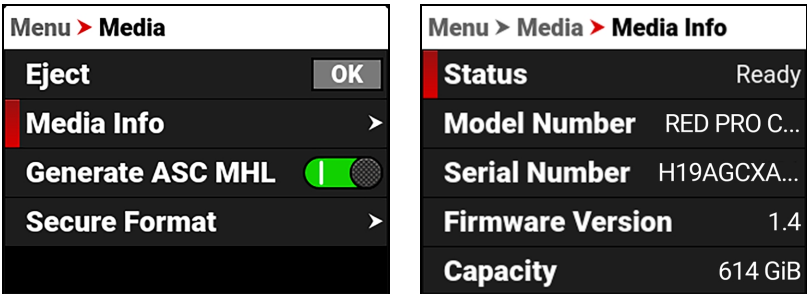 Menu ➤ Media
Eject OK
Media Info ➤
Generate ASC MHL
Secure Format ➤
Menu ➤ Media ➤ Media Info
Status Ready
Model Number RED PRO C...
Serial Number H19AGCXA...
Firmware Version 1.4
Capacity 614 GiB